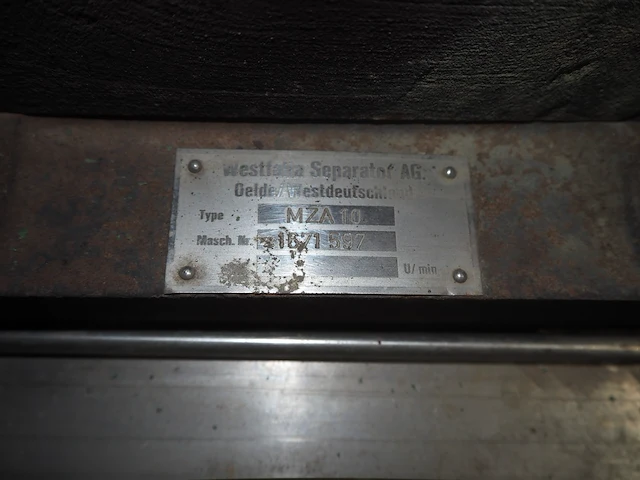 Westfalia Separator AG.
Oelde/Westdeutschland
Type MZA 10
Masch. Nr.
U/min